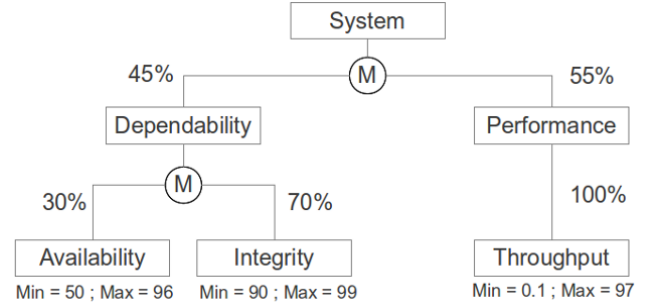 System
45% M 55%
Dependability Performance
30% M 70% 100%
Availability Integrity Throughput
Min = 50 ; Max = 96 Min = 90 ; Max = 99 Min = 0.1 ; Max = 97